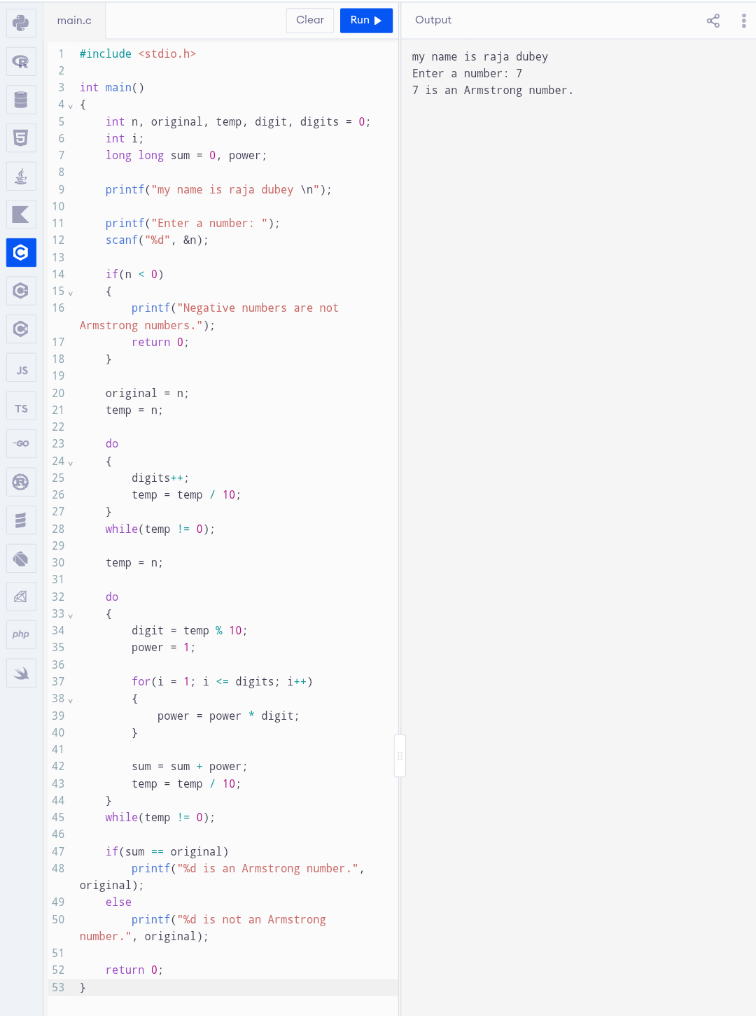 main.c
Clear
Run
Output
1 #include <stdio.h>
2
3 int main()
4 {
5 int n, original, temp, digit, digits = 0;
6 int i;
7 long long sum = 0, power;
8
9 printf("my name is raja dubey \n");
10
11 printf("Enter a number: ");
12 scanf("%d", &n);
13
14 if(n < 0)
15 {
16 printf("Negative numbers are not
Armstrong numbers.");
17 return 0;
18 }
19
20 original = n;
21 temp = n;
22
23 do
24 {
25 digits++;
26 temp = temp / 10;
27 }
28 while(temp != 0);
29
30 temp = n;
31
32 do
33 {
34 digit = temp % 10;
35 power = 1;
36
37 for(i = 1; i <= digits; i++)
38 {
39 power = power * digit;
40 }
41
42 sum = sum + power;
43 temp = temp / 10;
44 }
45 while(temp != 0);
46
47 if(sum == original)
48 printf("%d is an Armstrong number.",
original);
49 else
50 printf("%d is not an Armstrong
number.", original);
51
52 return 0;
53 }
my name is raja dubey
Enter a number: 7
7 is an Armstrong number.
R
5
C
C
C
JS
TS
GO
R
php